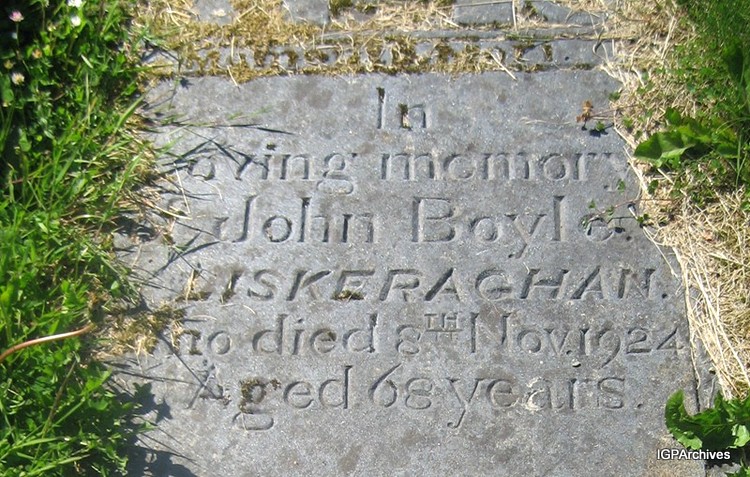 In
loving memory
John Boyle.
LISKERAGHAN.
who died 8TH Nov. 1924
Aged 68 years.
IGPArchives